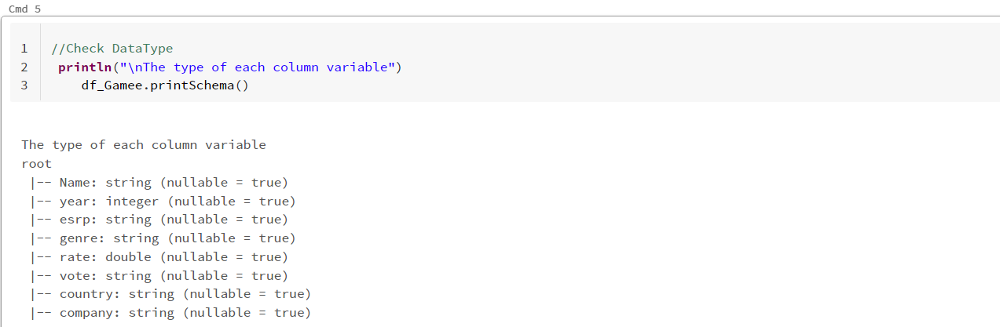 Cmd 5
1 //Check DataType
2 println("\nThe type of each column variable")
3 df_Gamee.printSchema()
The type of each column variable
root
|-- Name: string (nullable = true)
|-- year: integer (nullable = true)
|-- esrp: string (nullable = true)
|-- genre: string (nullable = true)
|-- rate: double (nullable = true)
|-- vote: string (nullable = true)
|-- country: string (nullable = true)
|-- company: string (nullable = true)